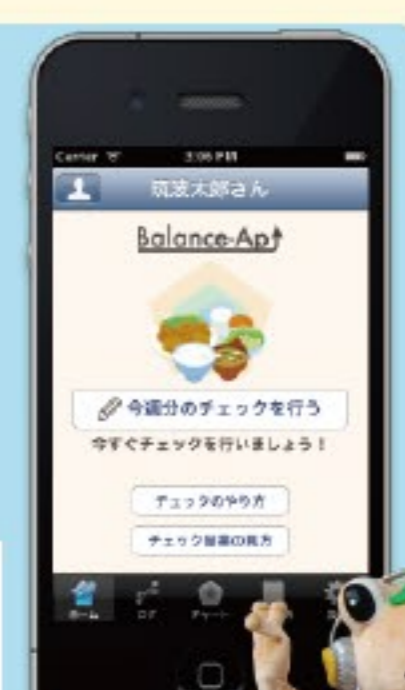 Carrier
3:06 PM
筑波太郎さん
Balance-Ap↑
今週分のチェックを行う
今すぐチェックを行いましょう！
チェックのやり方
チェック結果の見方
ホーム
ログ
チャート